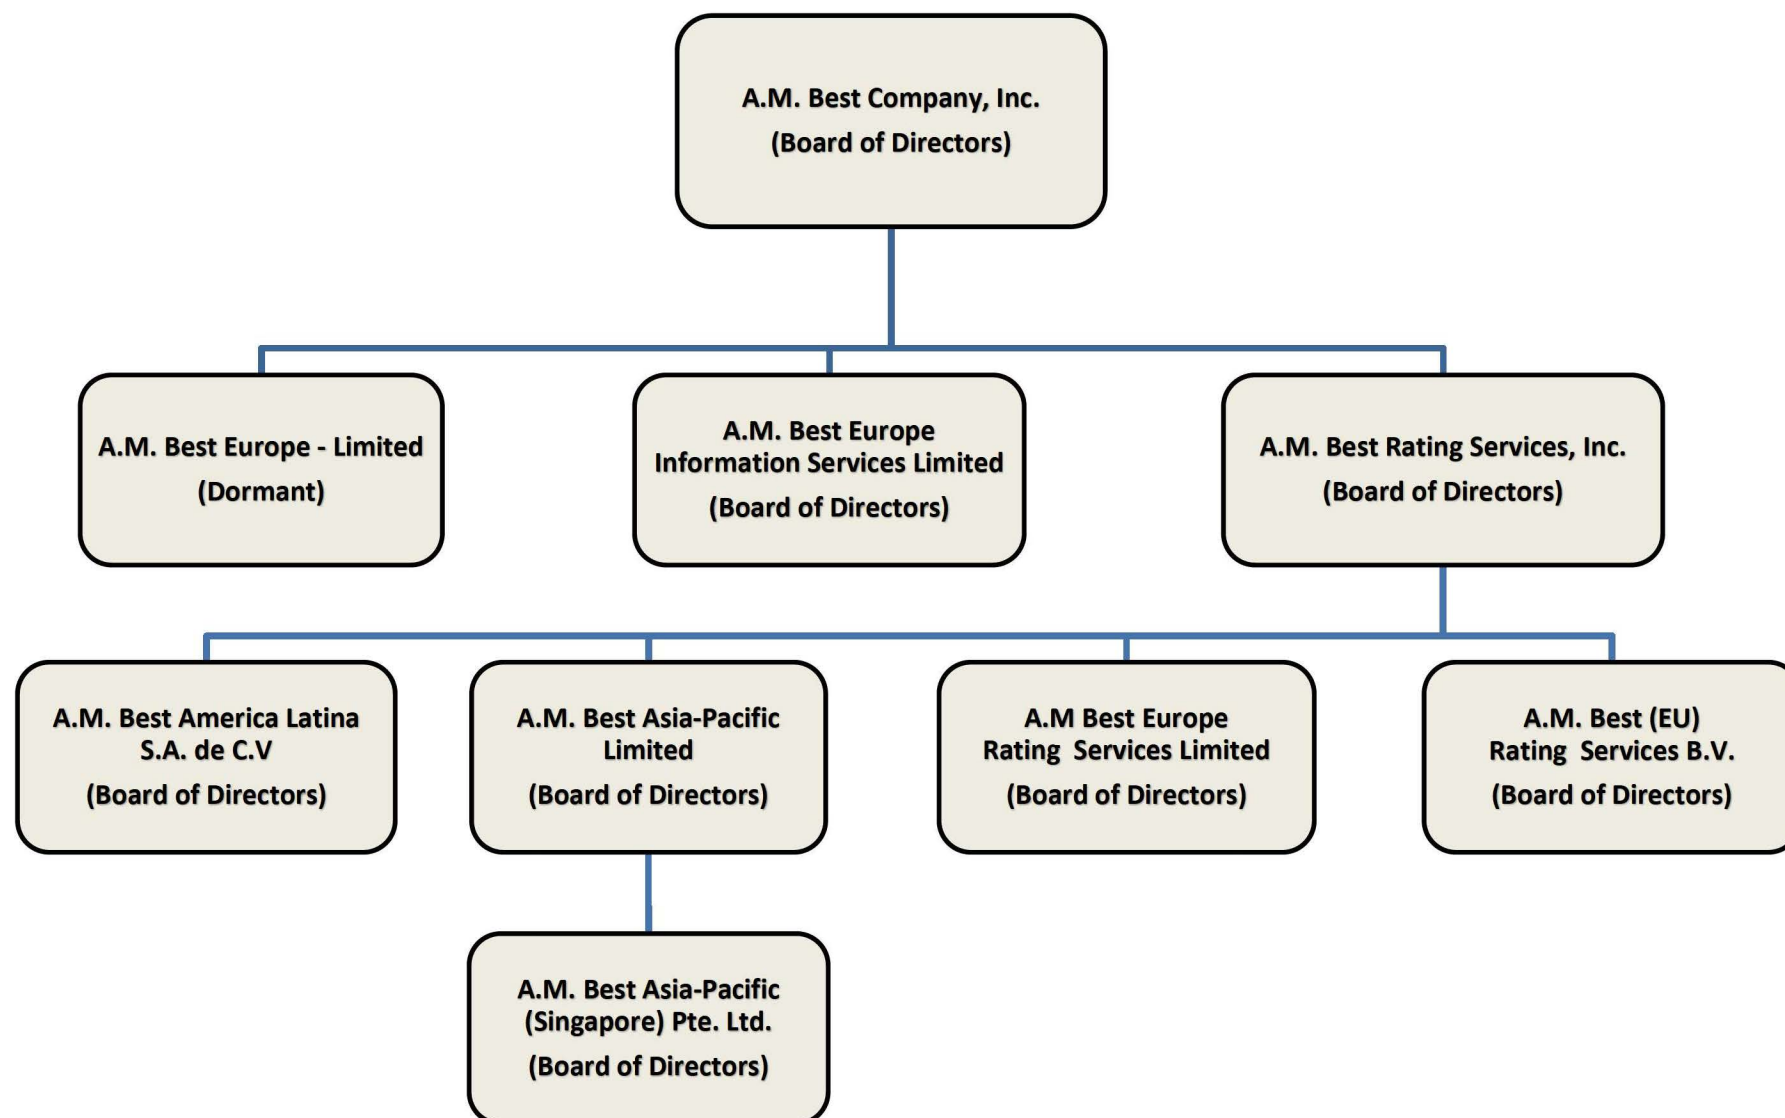 A.M. Best Company, Inc.
(Board of Directors)
A.M. Best Europe - Limited
(Dormant)
A.M. Best Europe
Information Services Limited
(Board of Directors)
A.M. Best Rating Services, Inc.
(Board of Directors)
A.M. Best America Latina
S.A. de C.V
(Board of Directors)
A.M. Best Asia-Pacific
Limited
(Board of Directors)
A.M Best Europe
Rating Services Limited
(Board of Directors)
A.M. Best (EU)
Rating Services B.V.
(Board of Directors)
A.M. Best Asia-Pacific
(Singapore) Pte. Ltd.
(Board of Directors)